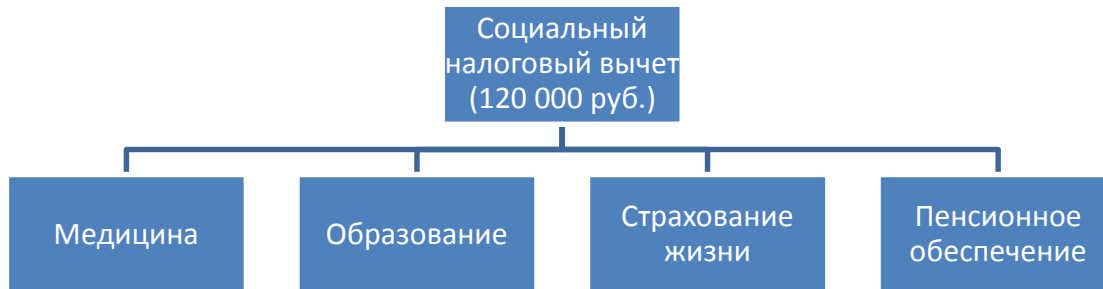 Социальный
налоговый вычет
(120 000 руб.)
Медицина
Образование
Страхование
жизни
Пенсионное
обеспечение